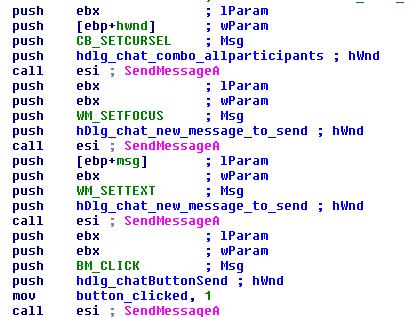 push    ebx             ; lParam
push    [ebp+hwnd]      ; wParam
push    CB_SETCURSEL    ; Msg
push    hdlg_chat_combo_allparticipants ; hWnd
call    esi ; SendMessageA
push    ebx             ; lParam
push    ebx             ; wParam
push    WM_SETFOCUS     ; Msg
push    hDlg_chat_new_message_to_send ; hWnd
call    esi ; SendMessageA
push    [ebp+msg]       ; lParam
push    ebx             ; wParam
push    WM_SETTEXT      ; Msg
push    hDlg_chat_new_message_to_send ; hWnd
call    esi ; SendMessageA
push    ebx             ; lParam
push    ebx             ; wParam
push    BM_CLICK        ; Msg
push    hdlg_chatButtonSend ; hWnd
mov     button_clicked, 1
call    esi ; SendMessageA